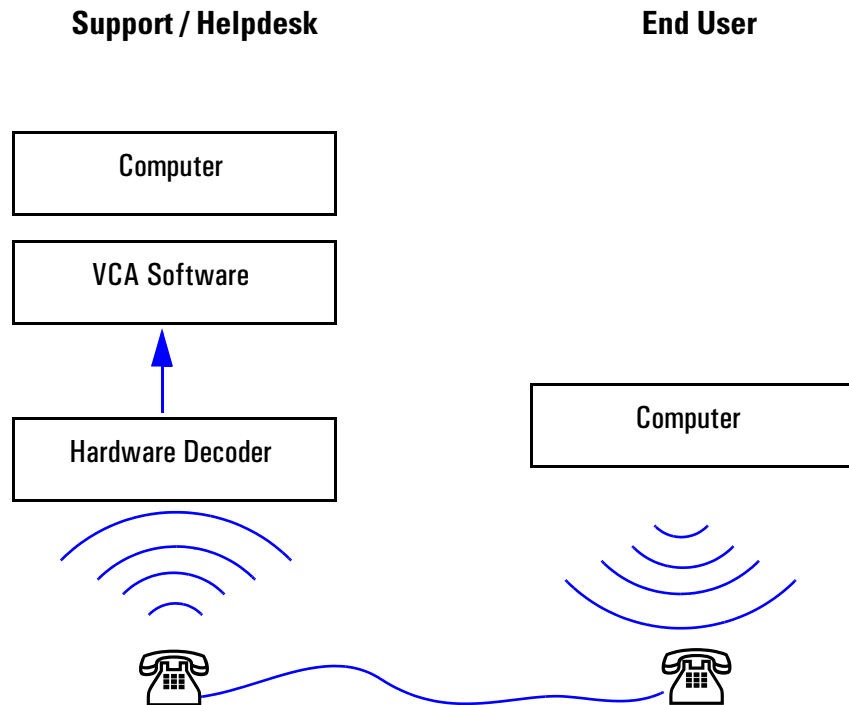 Support / Helpdesk
End User
Computer
VCA Software
Hardware Decoder
Computer